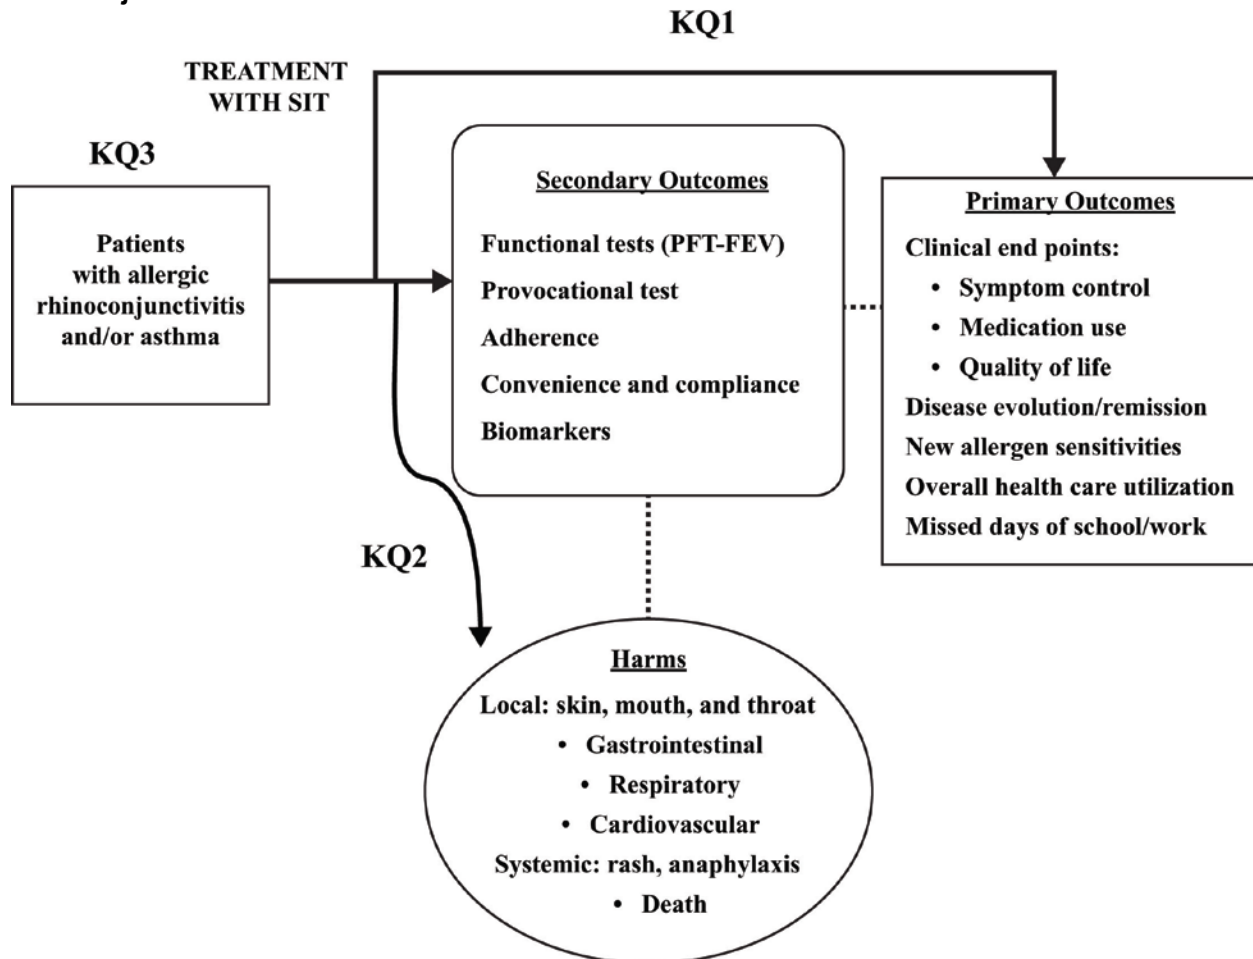 KQ1
TREATMENT
WITH SIT
KQ3
Patients
with allergic
rhinoconjunctivitis
and/or asthma
Secondary Outcomes
Functional tests (PFT-FEV)
Provocational test
Adherence
Convenience and compliance
Biomarkers
Primary Outcomes
Clinical end points:
• Symptom control
• Medication use
• Quality of life
Disease evolution/remission
New allergen sensitivities
Overall health care utilization
Missed days of school/work
KQ2
Harms
Local: skin, mouth, and throat
• Gastrointestinal
• Respiratory
• Cardiovascular
Systemic: rash, anaphylaxis
• Death